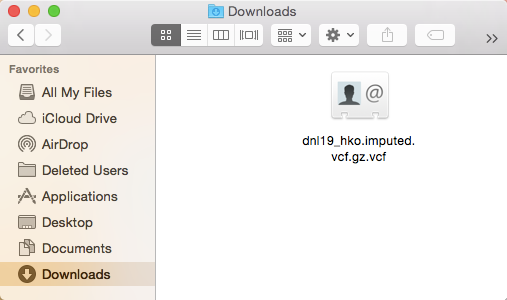 Downloads
Favorites
All My Files
iCloud Drive
AirDrop
Deleted Users
Applications
Desktop
Documents
Downloads
@
dnl19_hko.imputed.
vcf.gz.vcf